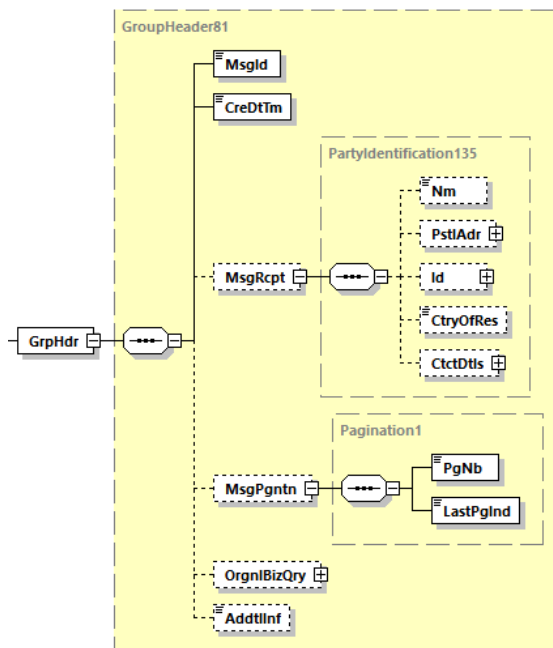 GroupHeader81
MsgId
CreDtTm
PartyIdentification135
Nm
PstlAdr
MsgRcpt
Id
CtryOfRes
GrpHdr
CtctDtls
Pagination1
PgNb
MsgPgntn
LastPgInd
OrgnlBizQry
AddtlInf